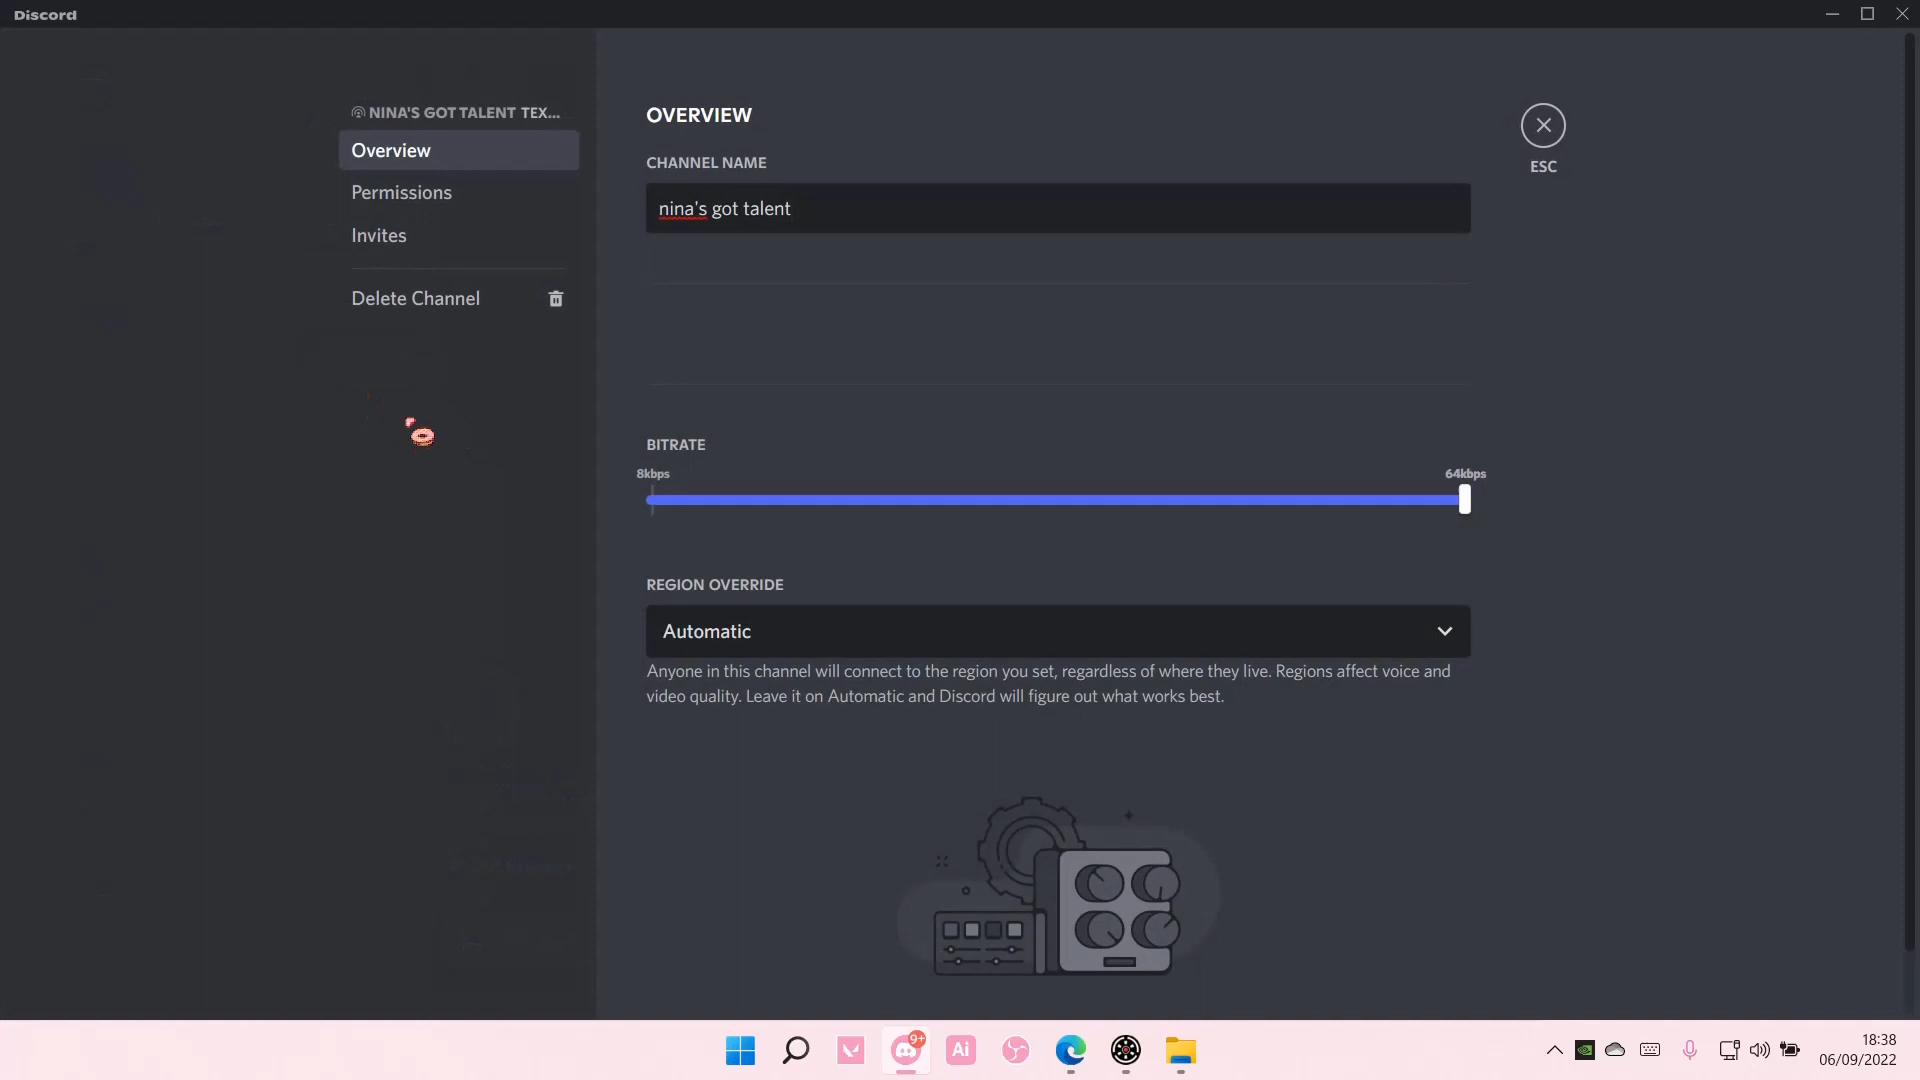 Discord
NINA'S GOT TALENT TEX...
Overview
Permissions
Invites
Delete Channel
OVERVIEW
CHANNEL NAME
nina's got talent
ESC
BITRATE
8kbps
64kbps
REGION OVERRIDE
Automatic
Anyone in this channel will connect to the region you set, regardless of where they live. Regions affect voice and
video quality. Leave it on Automatic and Discord will figure out what works best.
9+
Ai
18:38
06/09/2022